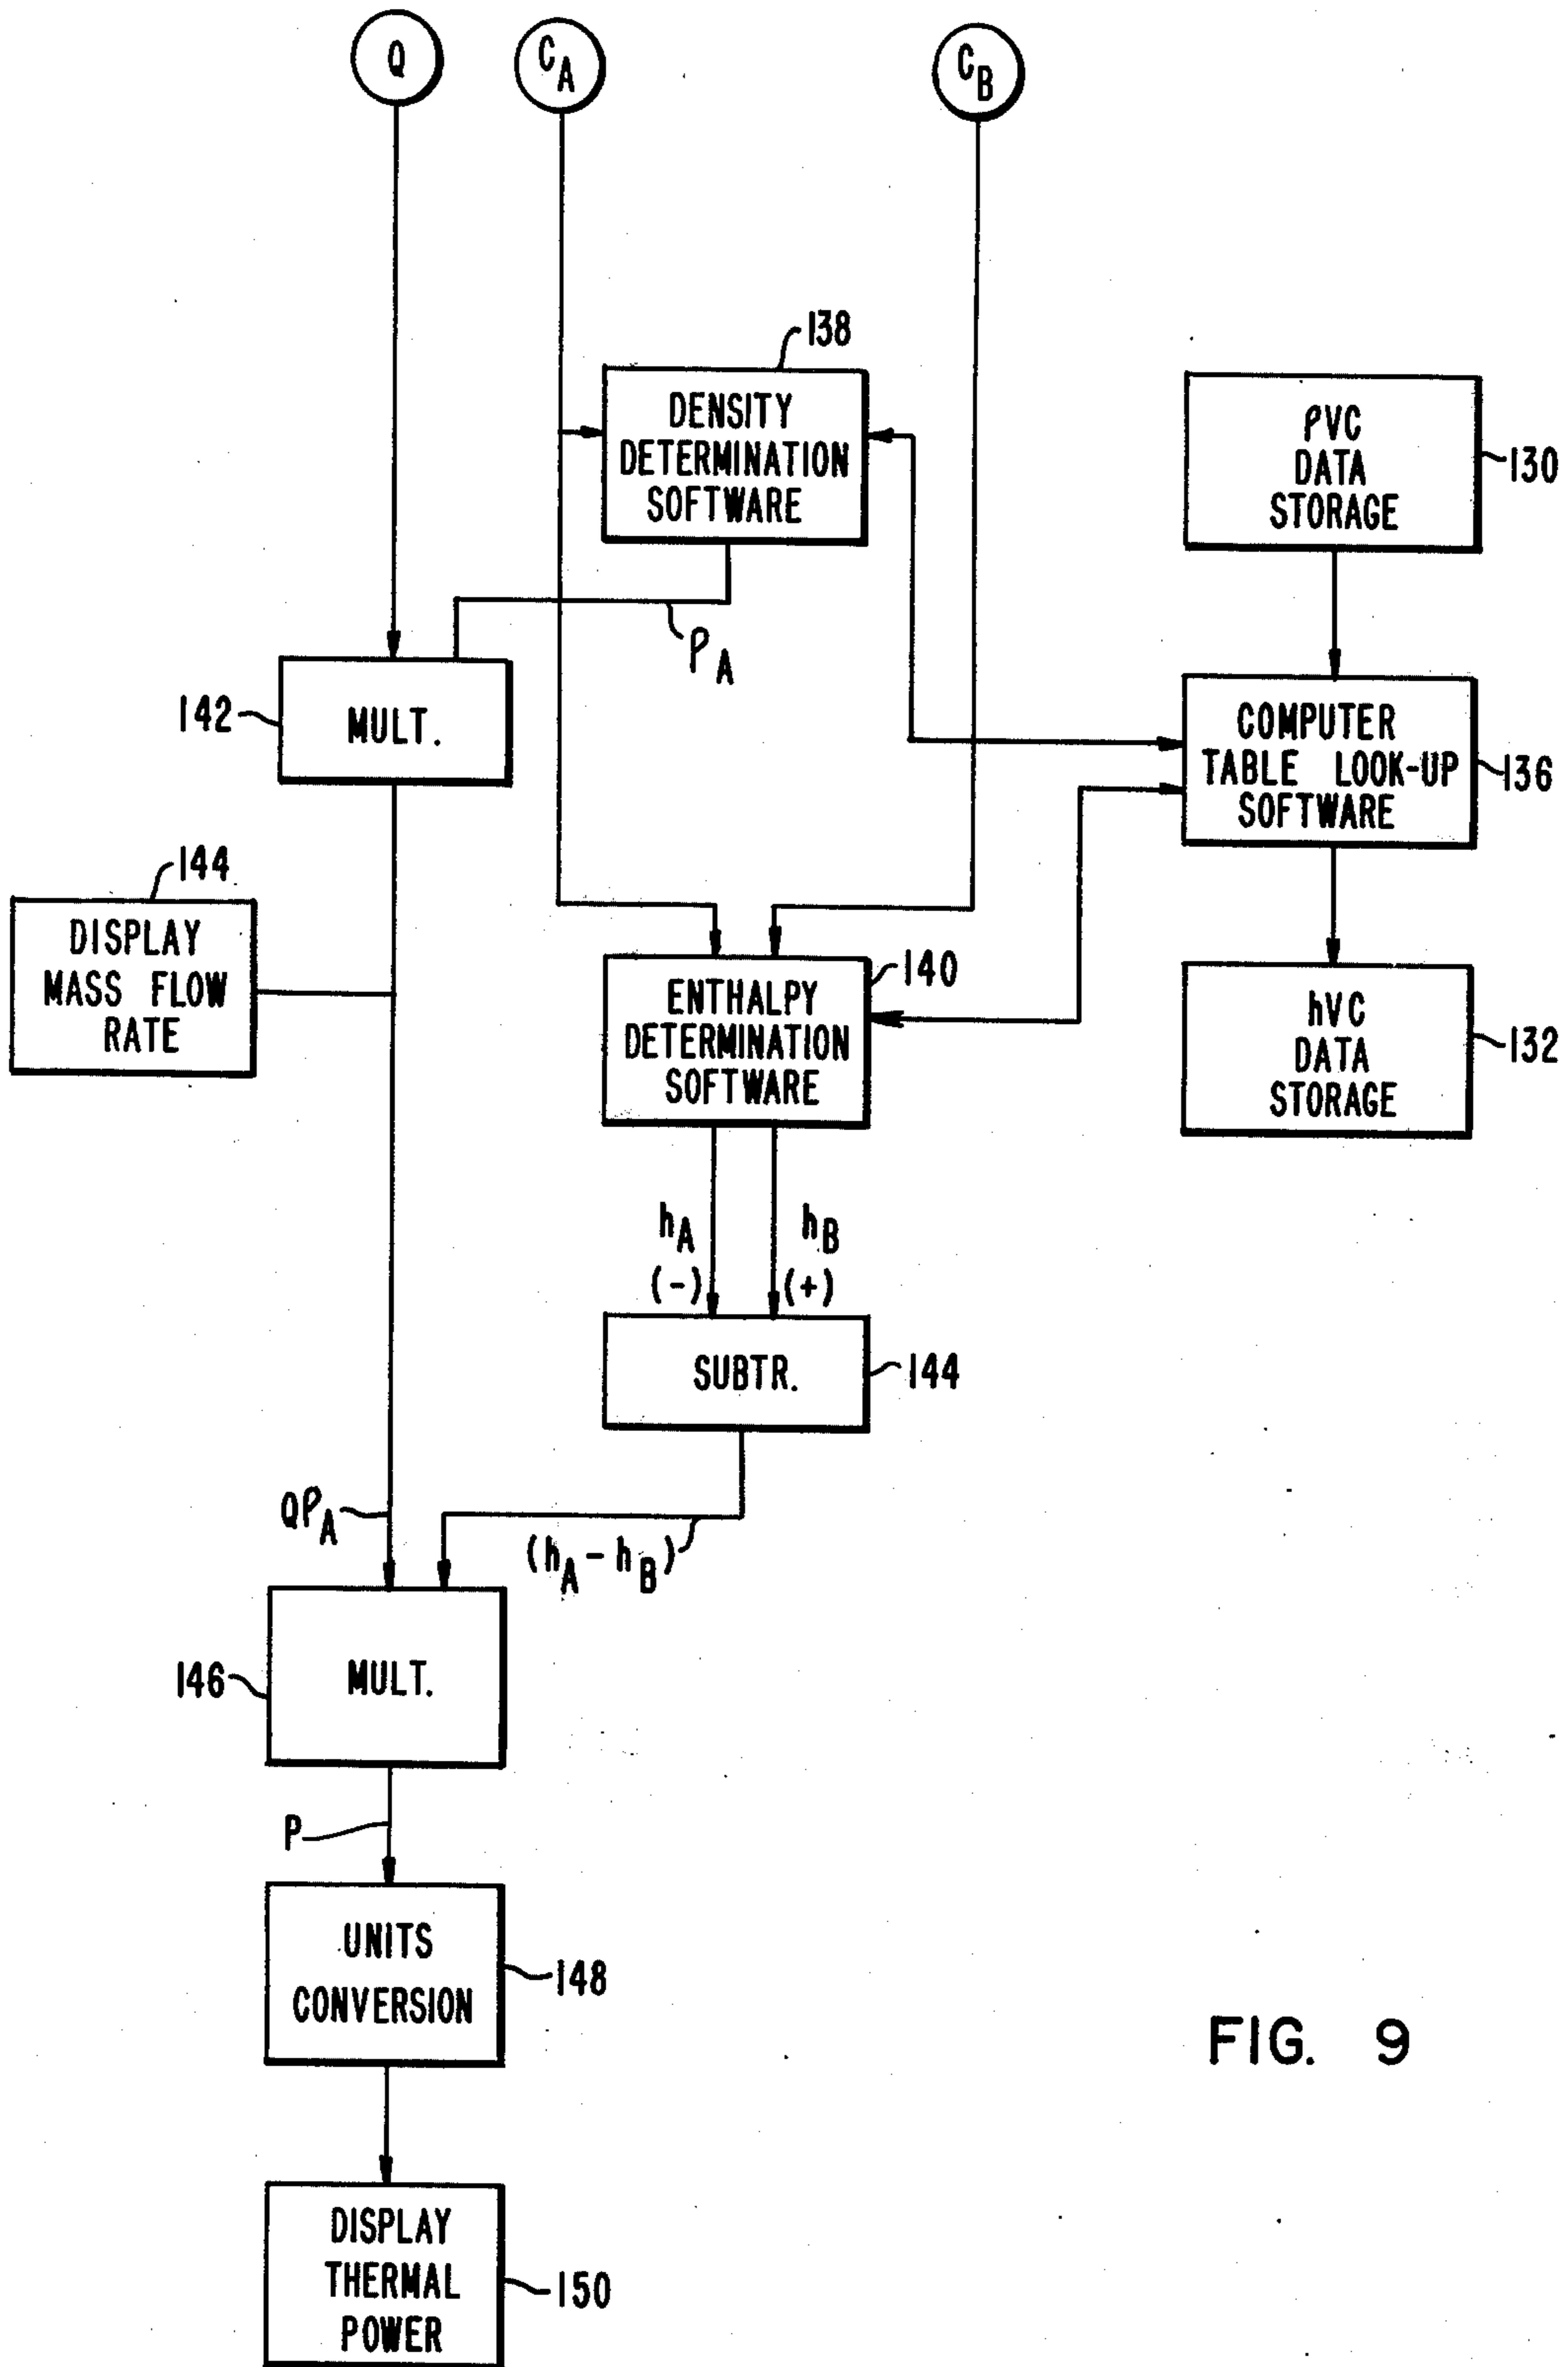 Q
CA
CB
138
DENSITY
DETERMINATION
SOFTWARE
ρVC
DATA
STORAGE
130
ρA
142
MULT.
COMPUTER
TABLE LOOK-UP
SOFTWARE
136
144
DISPLAY
MASS FLOW
RATE
140
ENTHALPY
DETERMINATION
SOFTWARE
hVC
DATA
STORAGE
132
hA
hB
(-)
(+)
SUBTR.
144
QρA
(hA - hB)
146
MULT.
P
UNITS
CONVERSION
148
DISPLAY
THERMAL
POWER
150
FIG. 9